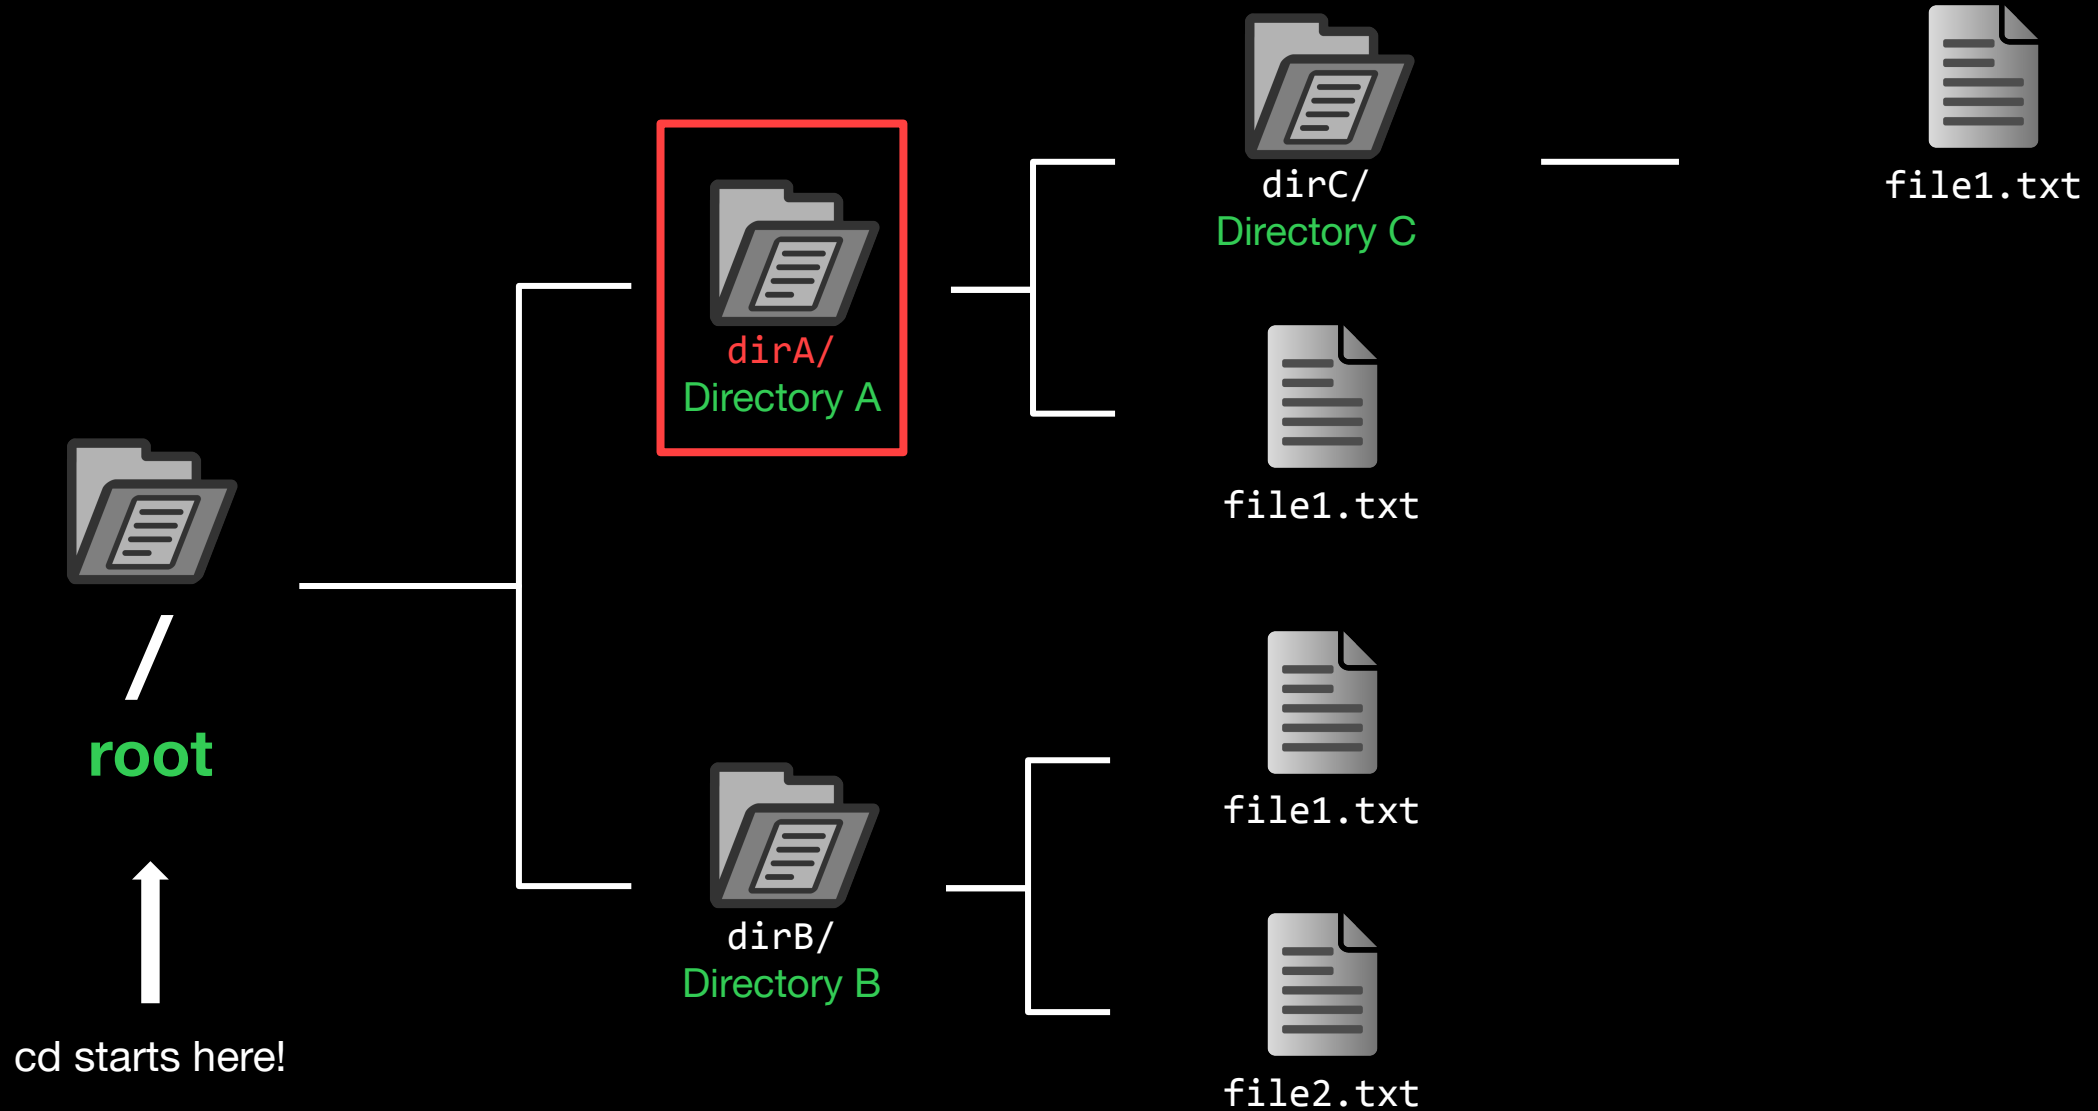 /
root
cd starts here!
dirA/
Directory A
dirB/
Directory B
dirC/
Directory C
file1.txt
file1.txt
file2.txt
file1.txt